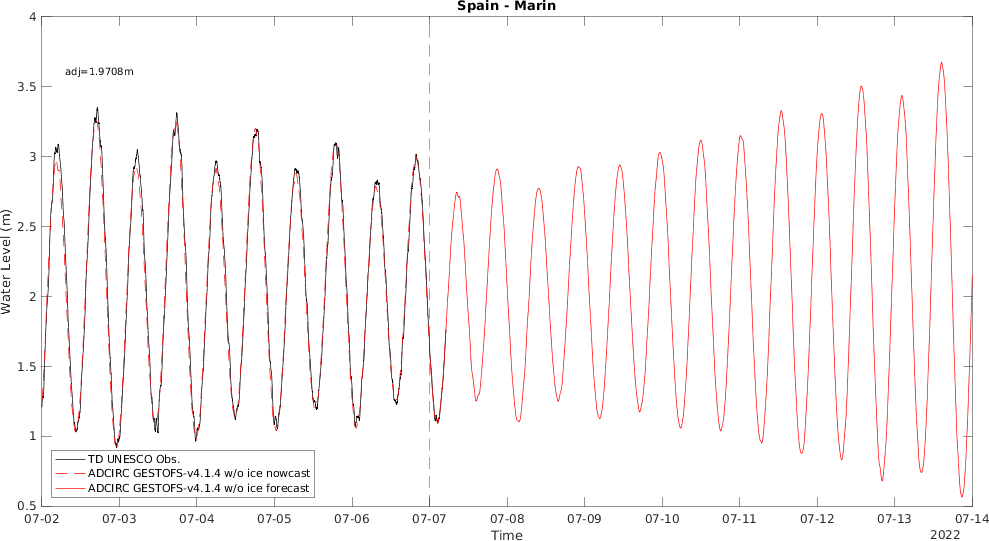 Spain - Marin
4
adj=1.9708m
3.5
3
2.5
2
1.5
1
0.5
Water Level (m)
TD UNESCO Obs.
ADCIRC GESTOFS-v4.1.4 w/o ice nowcast
ADCIRC GESTOFS-v4.1.4 w/o ice forecast
07-02 07-03 07-04 07-05 07-06 07-07 07-08 07-09 07-10 07-11 07-12 07-13 07-14
Time
2022